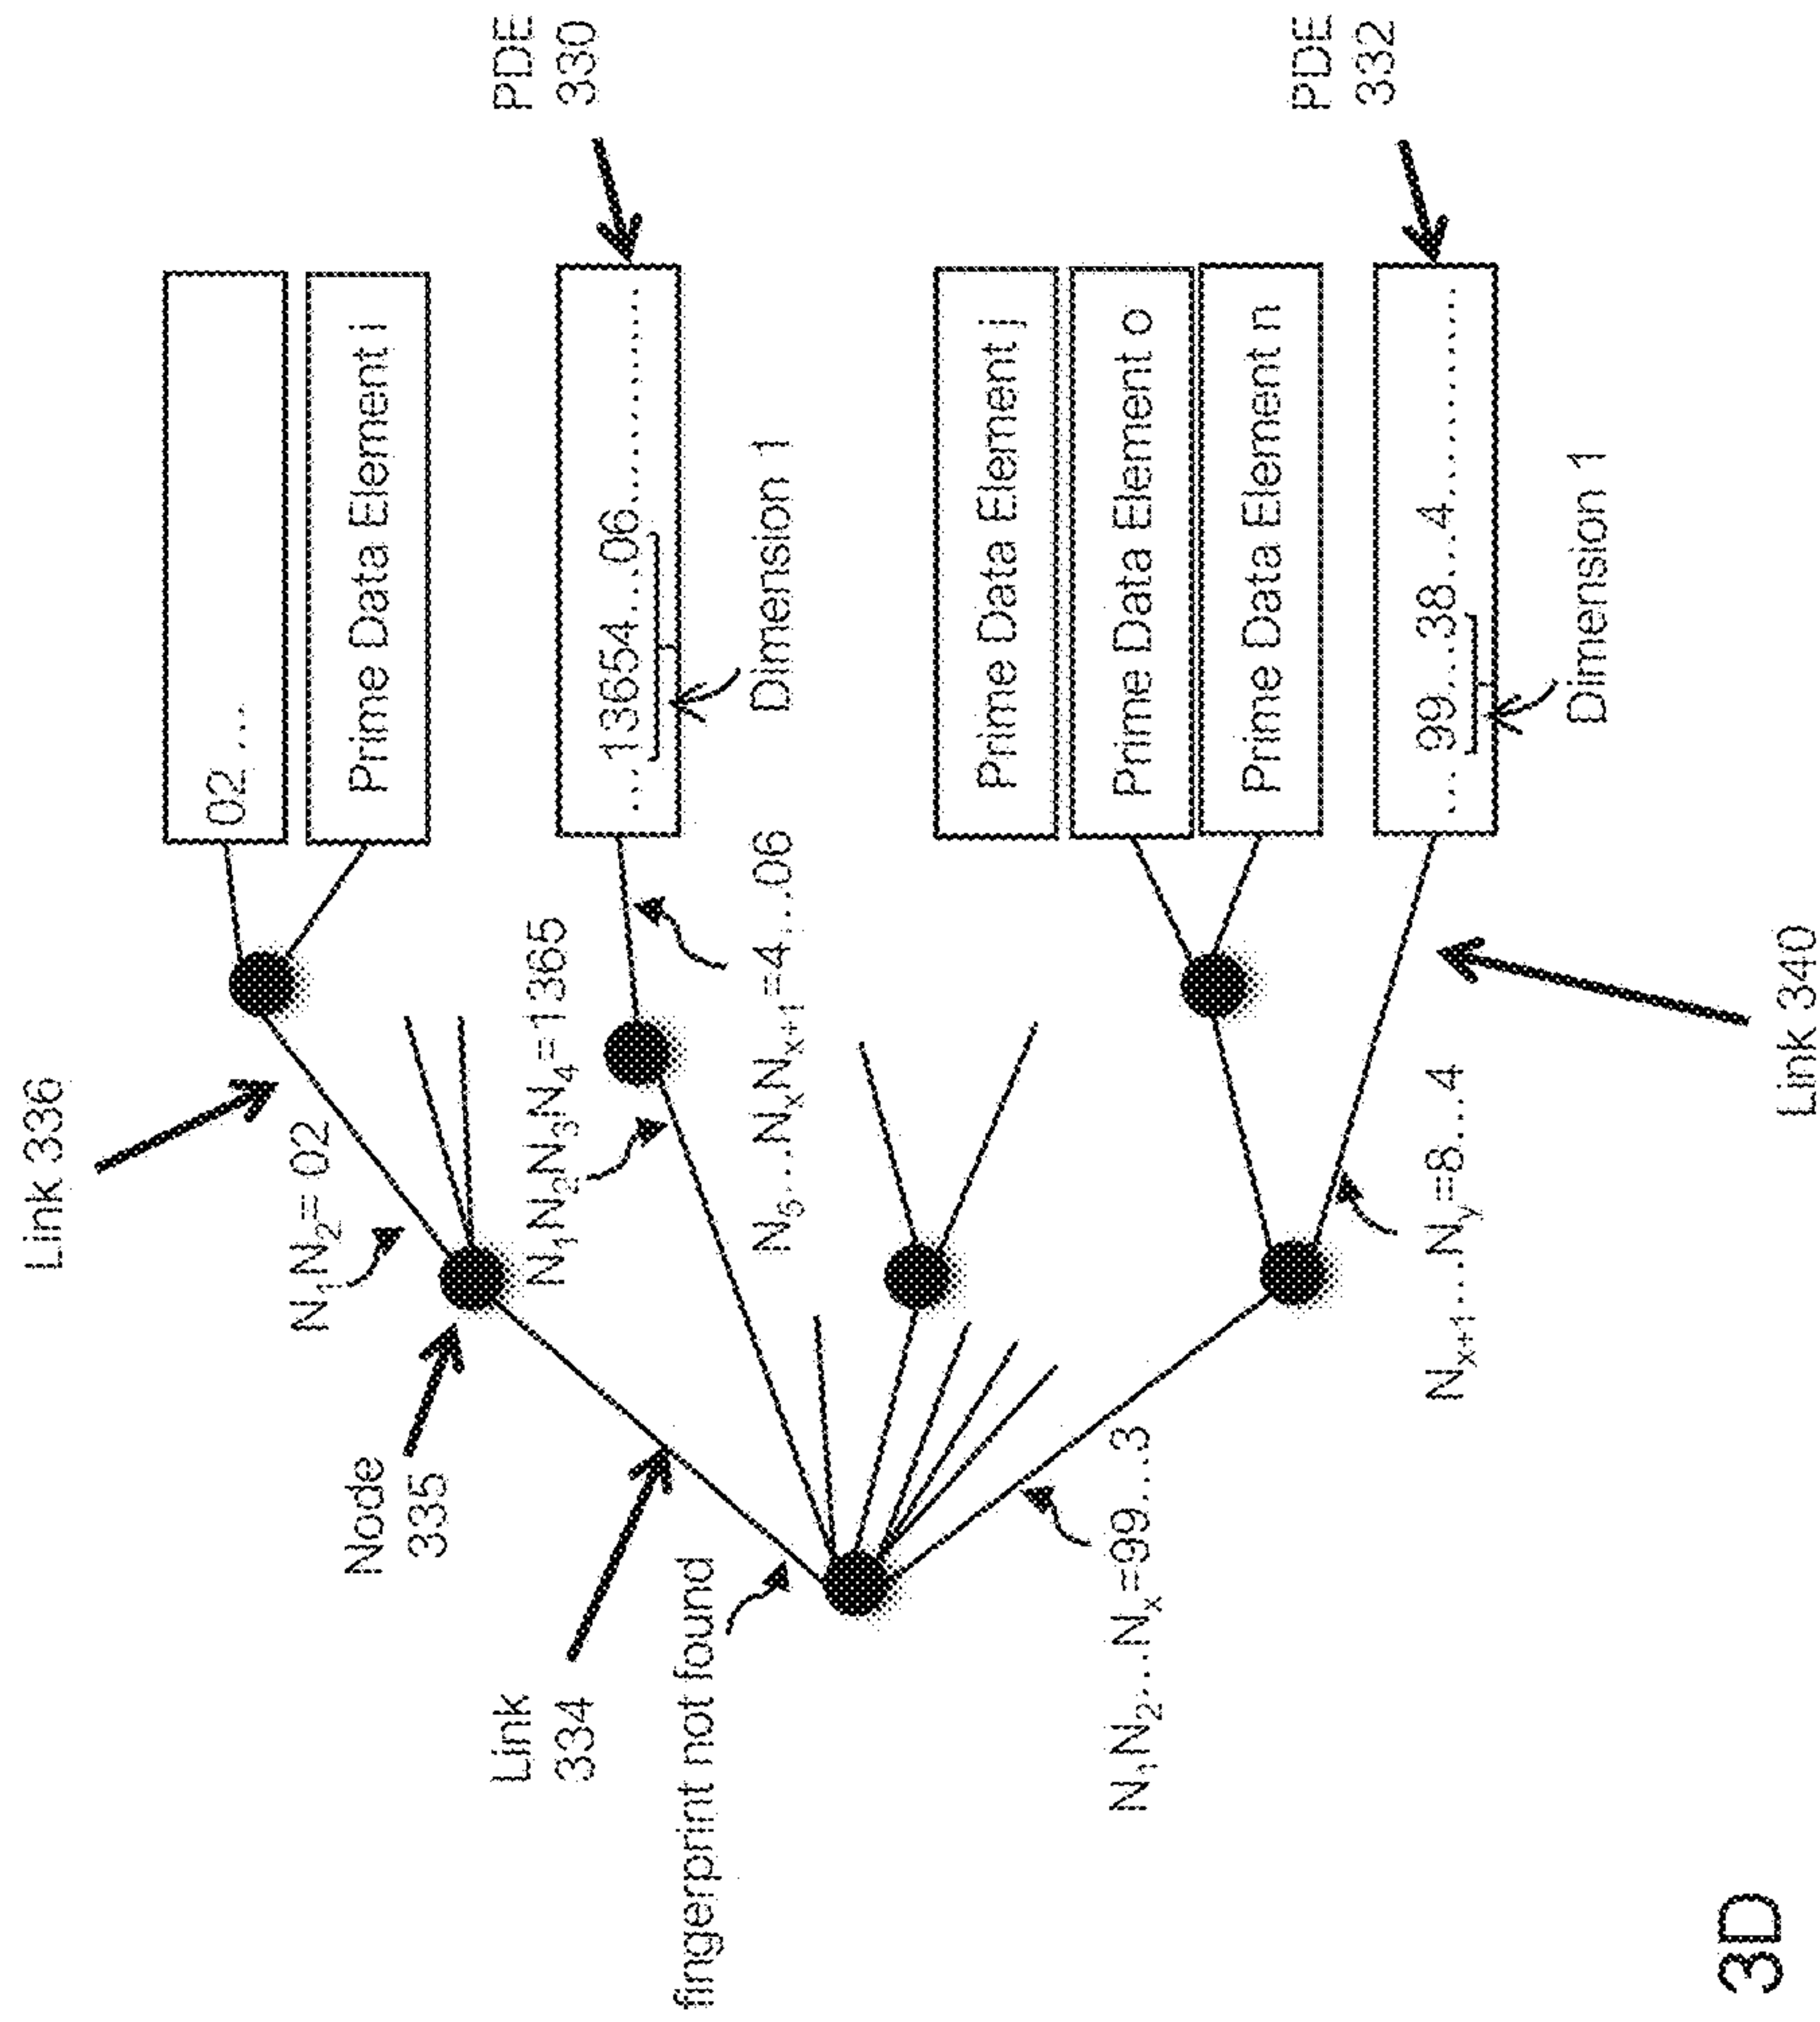 Link 336
02 ...
N₁N₂=02
Node
335
Prime Data Element i
Link
334
PDE
330
N₁N₂N₃N₄=1365
...13654...06............
fingerprint not found
N₅...NₓNₓ₊₁=4...06
Dimension 1
Prime Data Element j
N₁N₂...Nₓ=99...3
Prime Data Element o
Prime Data Element n
PDE
332
....99...38...4.............
Nₓ₊₁....Nᵧ=8...4
Dimension 1
Link 340
3D